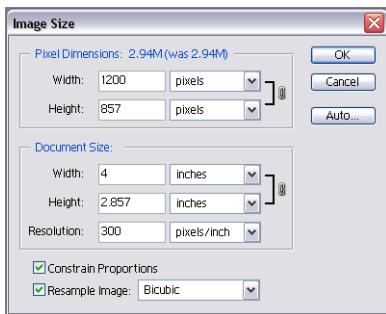 Image Size
Pixel Dimensions: 2.94M (was 2.94M)
Width: 1200 pixels
Height: 857 pixels
OK
Cancel
Auto...
Document Size:
Width: 4 inches
Height: 2.857 inches
Resolution: 300 pixels/inch
Constrain Proportions
Resample Image: Bicubic